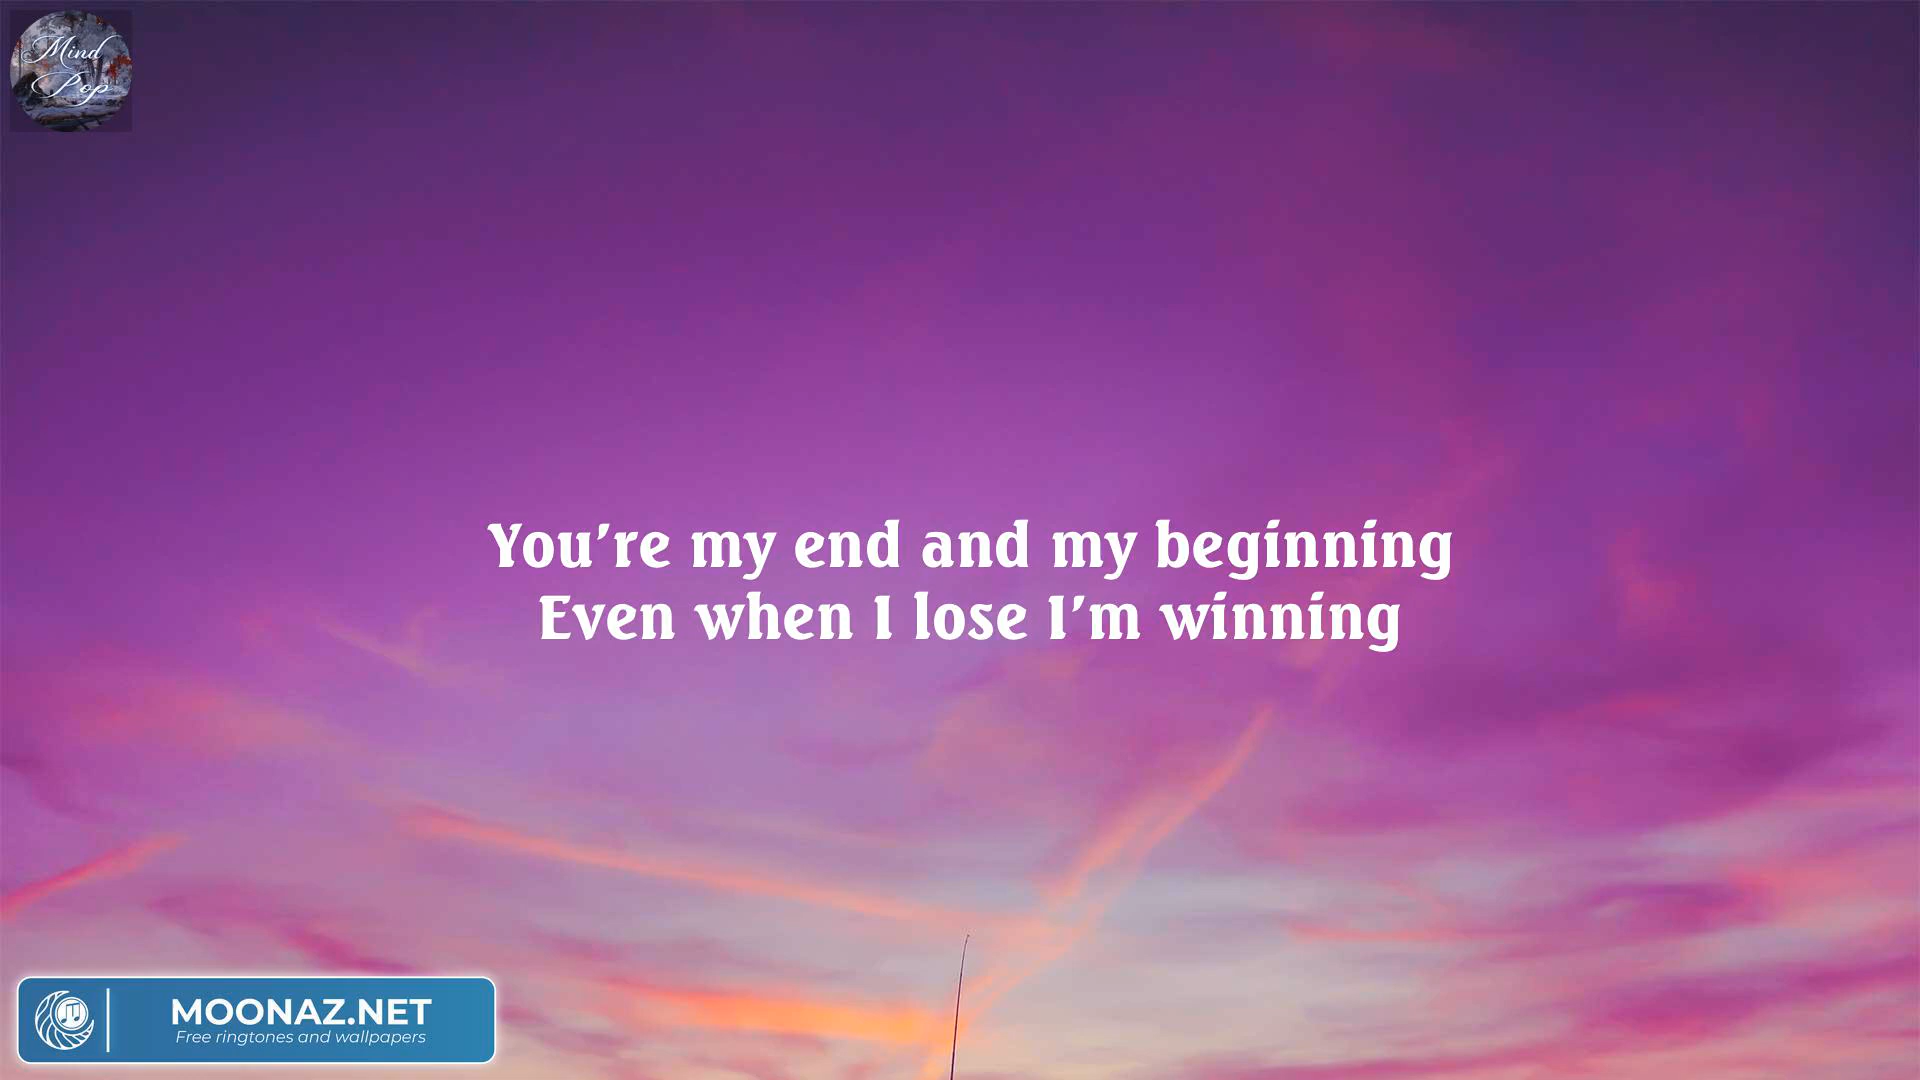 Mind
Pop
You're my end and my beginning
Even when I lose I'm winning
MOONAZ.NET
Free ringtones and wallpapers